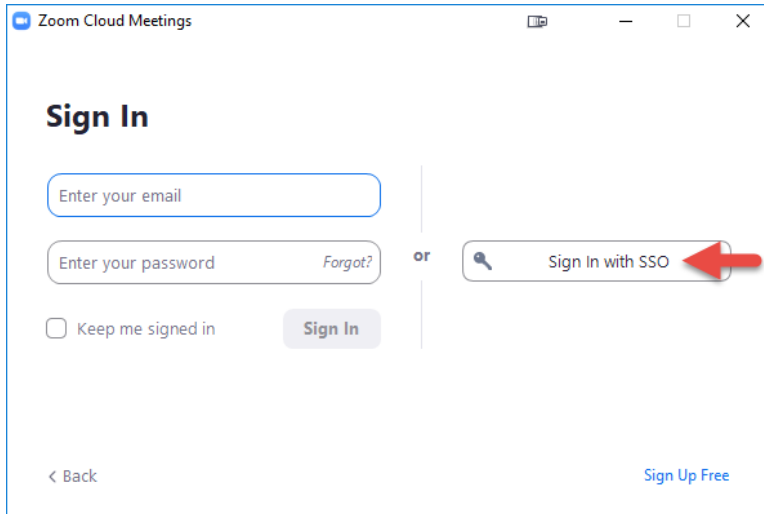 Zoom Cloud Meetings
Sign In
Enter your email
Enter your password Forgot?
or
Sign In with SSO
Keep me signed in
Sign In
< Back
Sign Up Free